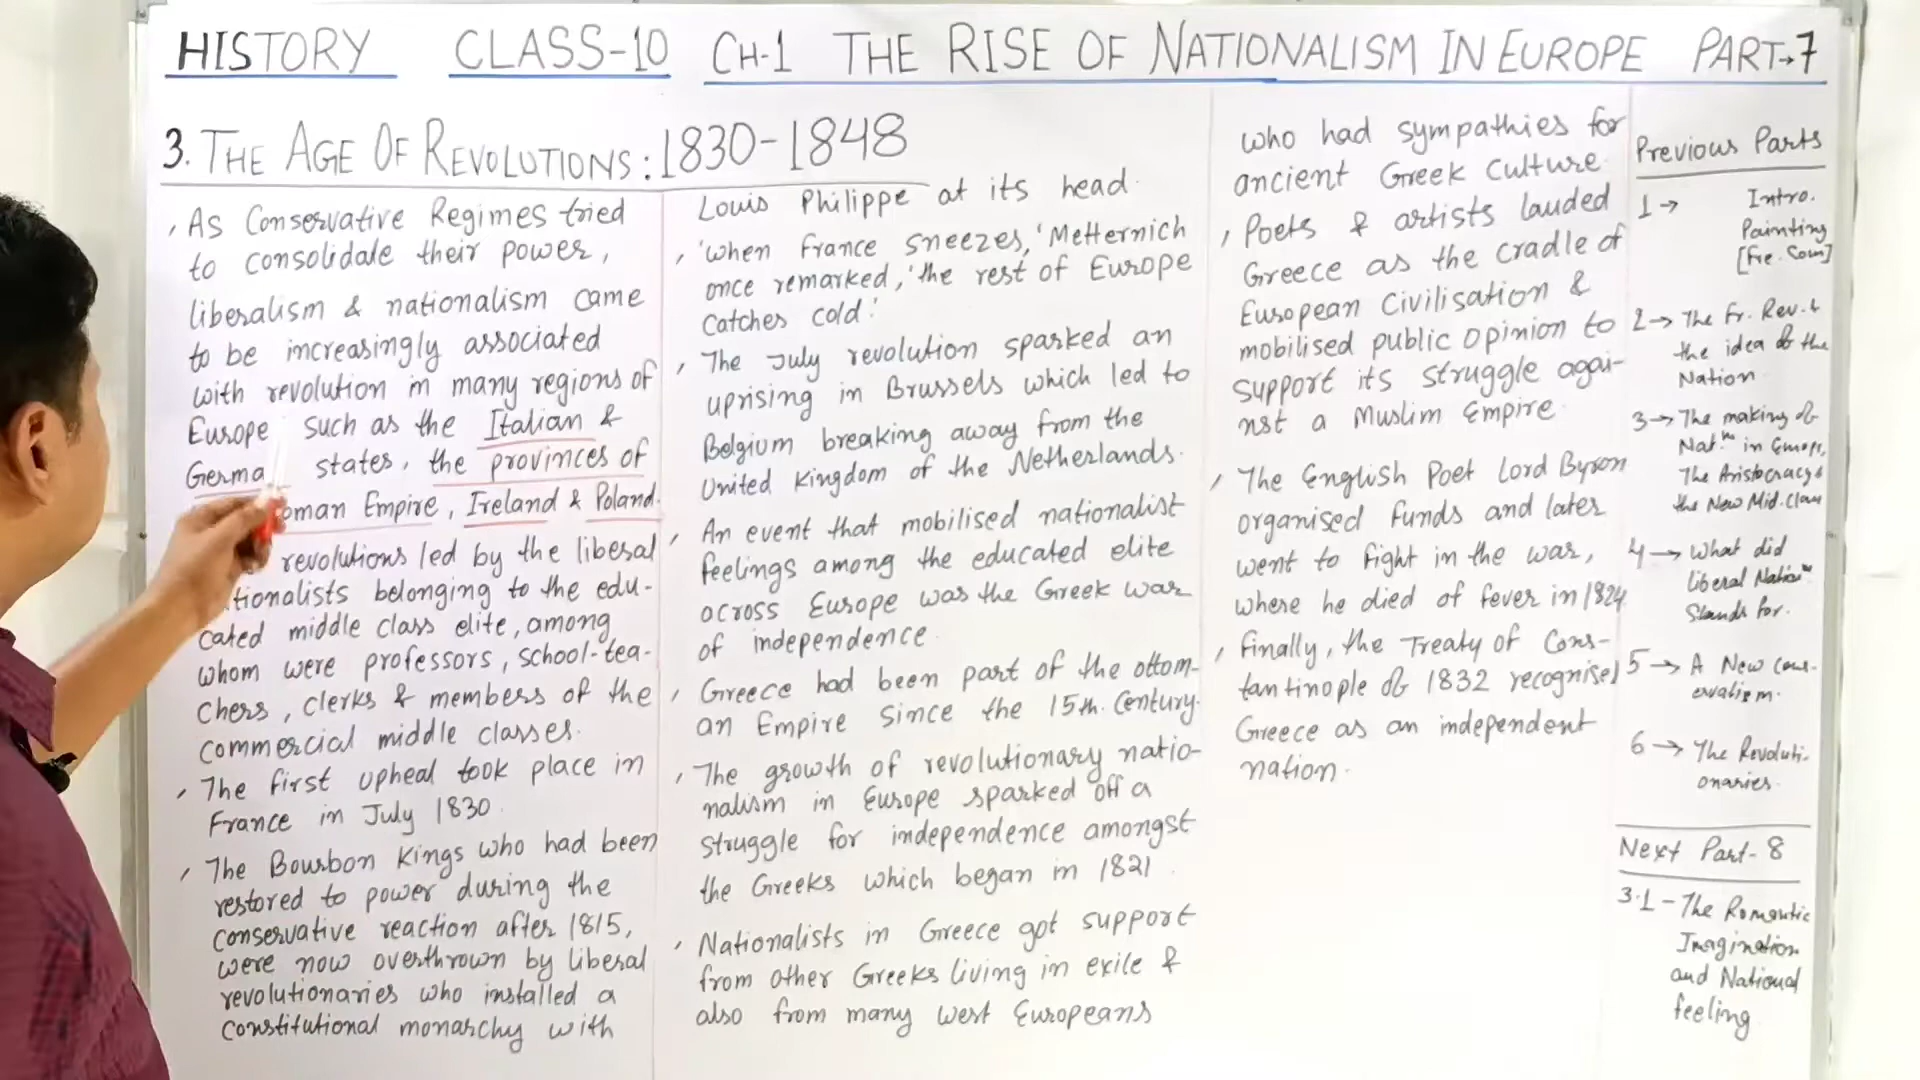 HISTORY CLASS-10 CH-1 THE RISE OF NATIONALISM IN EUROPE PART→7
3. THE AGE OF REVOLUTIONS: 1830-1848
, As Conservative Regimes tried
to consolidate their power,
liberalism & nationalism came
to be increasingly associated
with revolution in many regions of
Europe such as the Italian &
Germa states, the provinces of
oman Empire, Ireland & Poland.
revolutions led by the liberal
tionalists belonging to the edu-
cated middle class elite, among
whom were professors, school-tea-
chers, clerks & members of the
commercial middle classes.
, The first upheal took place in
France in July 1830.
, The Bourbon Kings who had been
restored to power during the
conservative reaction after 1815,
were now overthrown by liberal
revolutionaries who installed a
constitutional monarchy with
Louis Philippe at its head.
, 'when France sneezes,' Metternich
once remarked, 'the rest of Europe
catches cold.'
, The July revolution sparked an
uprising in Brussels which led to
Belgium breaking away from the
United Kingdom of the Netherlands.
, An event that mobilised nationalist
feelings among the educated elite
across Europe was the Greek war
of independence.
, Greece had been part of the ottom-
an Empire since the 15th. Century.
, The growth of revolutionary natio-
nalism in Europe sparked off a
struggle for independence amongst
the Greeks which began in 1821.
, Nationalists in Greece got support
from other Greeks living in exile &
also from many west Europeans
who had sympathies for
ancient Greek Culture.
, Poets & artists lauded
Greece as the cradle of
European Civilisation &
mobilised public opinion to
support its struggle agai-
nst a Muslim Empire.
, The English Poet Lord Byron
organised funds and later
went to fight in the war,
where he died of fever in 1824.
, Finally, the Treaty of Cons-
tantinople of 1832 recognised
Greece as an independent
nation.
Previous Parts
1→ Intro.
Painting
2→ The Fr. Rev. &
the idea of the
Nation
3→ The making of
in Europe,
The Aristocracy &
the New Mid. Class
4→ What did
liberal
Stands for.
5→ A New cons-
ervatism.
6→ The Revoluti-
onaries.
Next Part-8
3.1-The Romantic
Imagination
and National
feeling